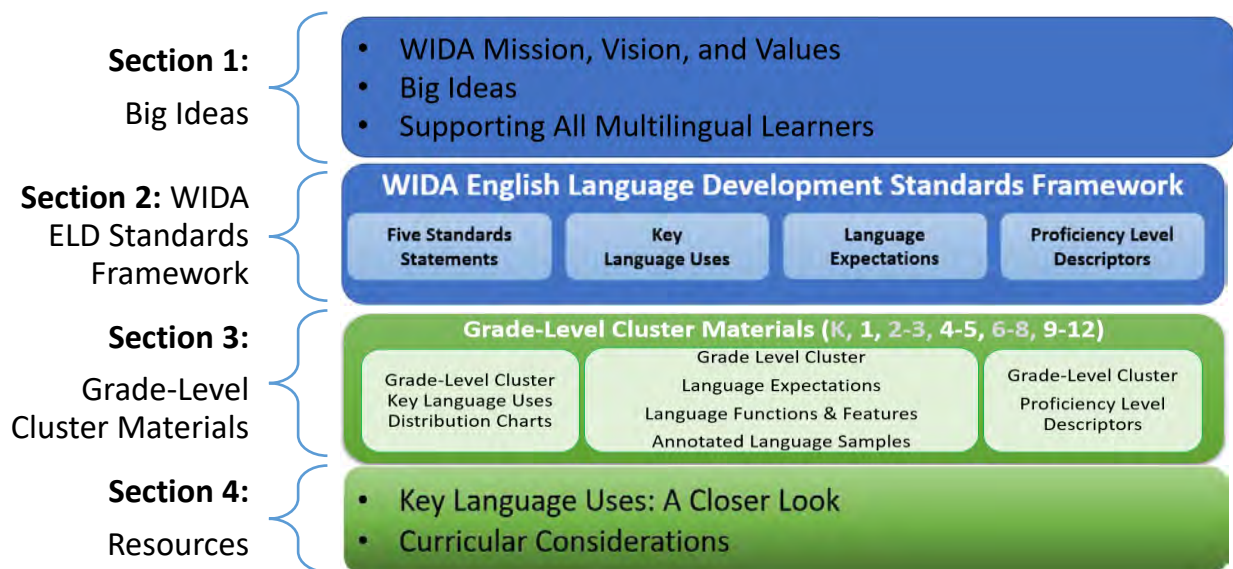 Section 1:
Big Ideas
• WIDA Mission, Vision, and Values
• Big Ideas
• Supporting All Multilingual Learners
Section 2: WIDA
ELD Standards
Framework
WIDA English Language Development Standards Framework
Five Standards
Statements
Key
Language Uses
Language
Expectations
Proficiency Level
Descriptors
Section 3:
Grade-Level
Cluster Materials
Grade-Level Cluster Materials (K, 1, 2-3, 4-5, 6-8, 9-12)
Grade-Level Cluster
Key Language Uses
Distribution Charts
Grade Level Cluster
Language Expectations
Language Functions & Features
Annotated Language Samples
Grade-Level Cluster
Proficiency Level
Descriptors
Section 4:
Resources
• Key Language Uses: A Closer Look
• Curricular Considerations